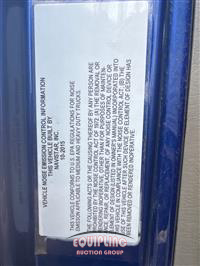 VEHICLE NOISE EMISSION CONTROL INFORMATION
THIS VEHICLE BUILT BY
NAVISTAR, INC.
10-2015
THIS VEHICLE CONFORMS TO U.S. EPA REGULATIONS FOR NOISE
EMISSION APPLICABLE TO MEDIUM AND HEAVY DUTY TRUCKS.
THE FOLLOWING ACTS OR THE CAUSING THEREOF BY ANY PERSON ARE
PROHIBITED BY THE NOISE CONTROL ACT OF 1972: (A) THE REMOVAL OR
RENDERING INOPERATIVE, OTHER THAN FOR PURPOSES OF MAINTEN-
ANCE, REPAIR, OR REPLACEMENT, OF ANY NOISE CONTROL DEVICE OR
ELEMENT OF DESIGN (LISTED IN OWNERS MANUAL) INCORPORATED INTO
THIS VEHICLE IN COMPLIANCE WITH THE NOISE CONTROL ACT; (B) THE
USE OF THIS VEHICLE AFTER SUCH DEVICE OR ELEMENT OF DESIGN HAS
BEEN REMOVED OR RENDERED INOPERATIVE.
EQUIPLINQ
AUCTION GROUP